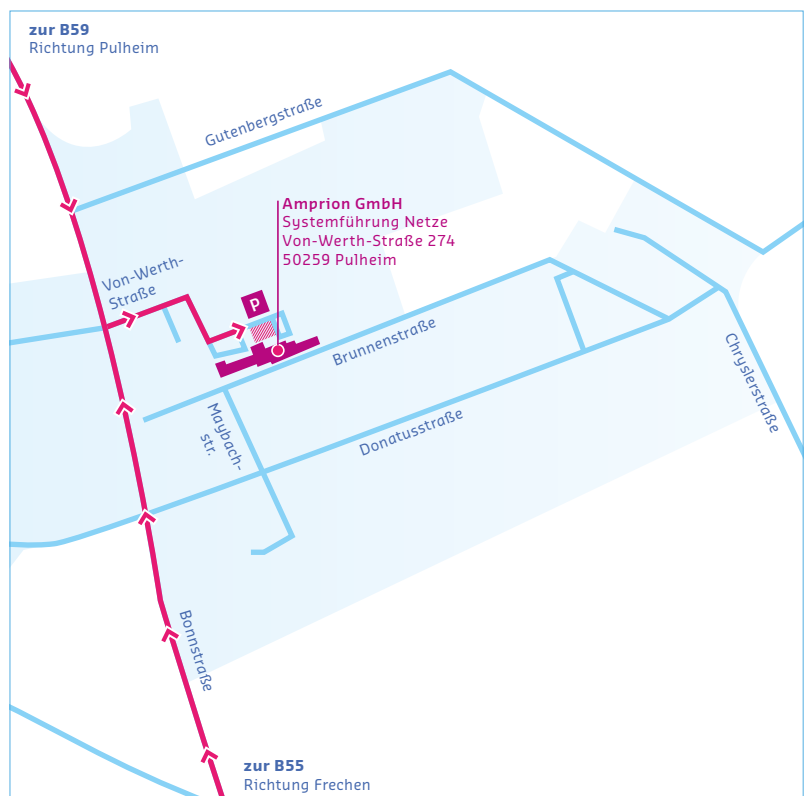 zur B59
Richtung Pulheim
Gutenbergstraße
Amprion GmbH
Systemführung Netze
Von-Werth-Straße 274
50259 Pulheim
Von-Werth-
Straße
P
Brunnenstraße
Chryslerstraße
Maybach-
str.
Donatusstraße
Bonnstraße
zur B55
Richtung Frechen